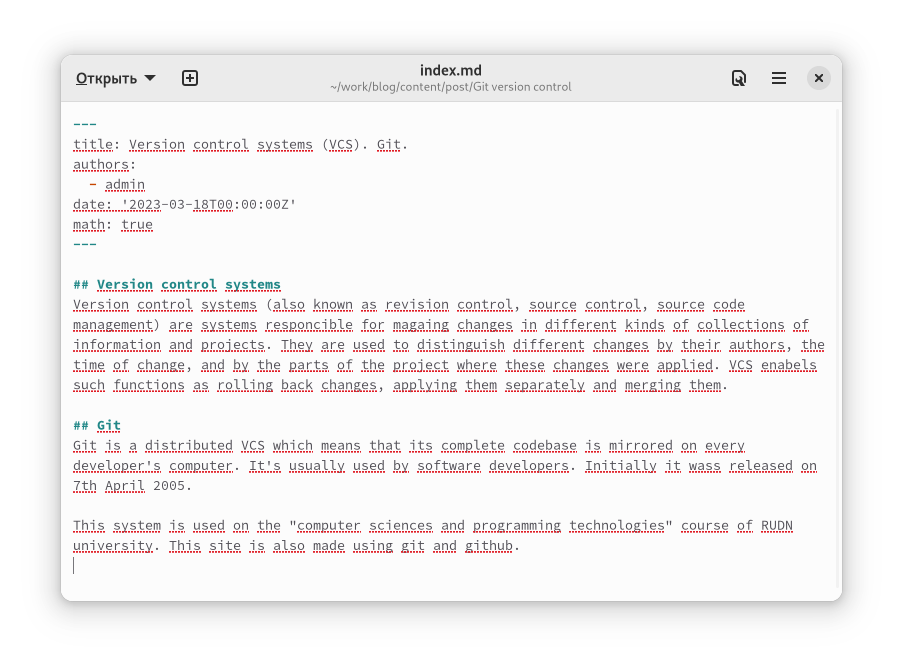 Открыть
index.md
~/work/blog/content/post/Git version control
---
title: Version control systems (VCS). Git.
authors:
  - admin
date: '2023-03-18T00:00:00Z'
math: true
---
## Version control systems
Version control systems (also known as revision control, source control, source code
management) are systems responcible for magaing changes in different kinds of collections of
information and projects. They are used to distinguish different changes by their authors, the
time of change, and by the parts of the project where these changes were applied. VCS enabels
such functions as rolling back changes, applying them separately and merging them.
## Git
Git is a distributed VCS which means that its complete codebase is mirrored on every
developer's computer. It's usually used by software developers. Initially it wass released on
7th April 2005.
This system is used on the "computer sciences and programming technologies" course of RUDN
university. This site is also made using git and github.